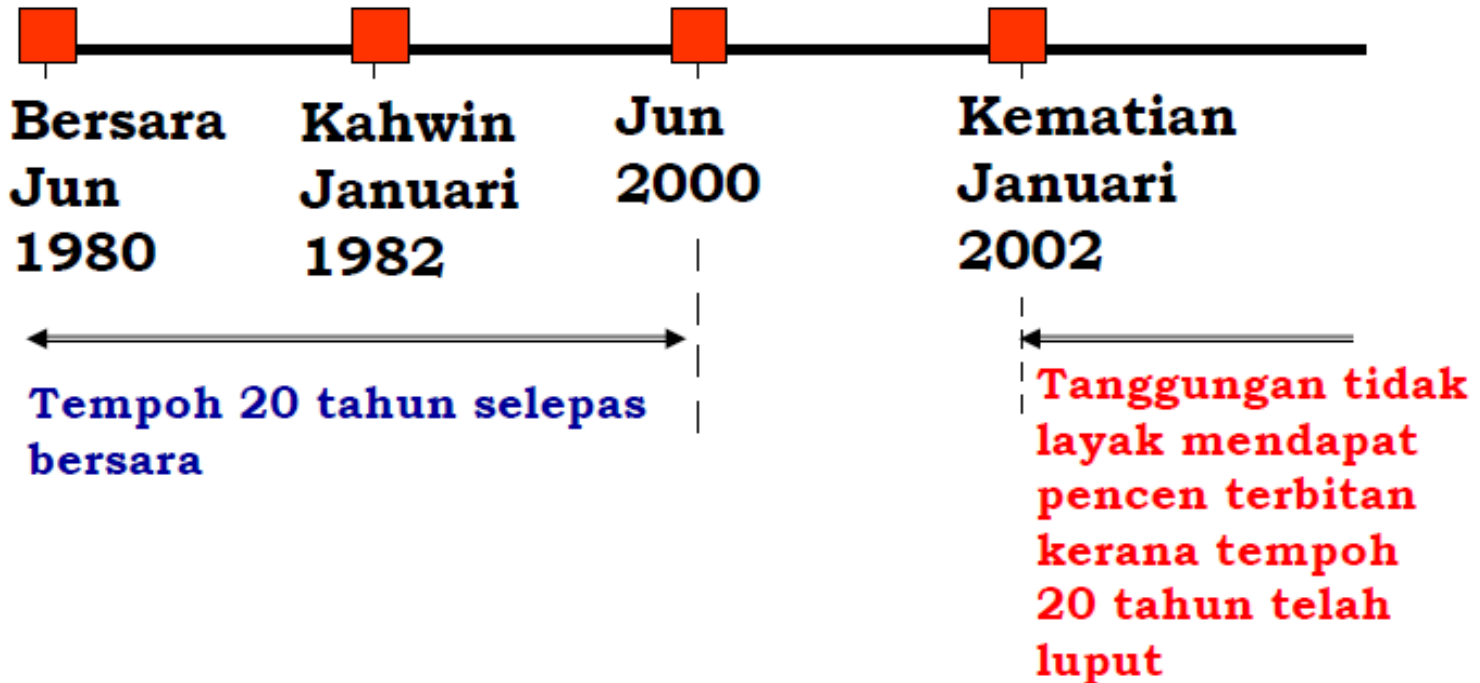 Bersara
Jun
1980
Kahwin
Januari
1982
Jun
2000
Kematian
Januari
2002
Tempoh 20 tahun selepas
bersara
Tanggungan tidak
layak mendapat
pencen terbitan
kerana tempoh
20 tahun telah
luput